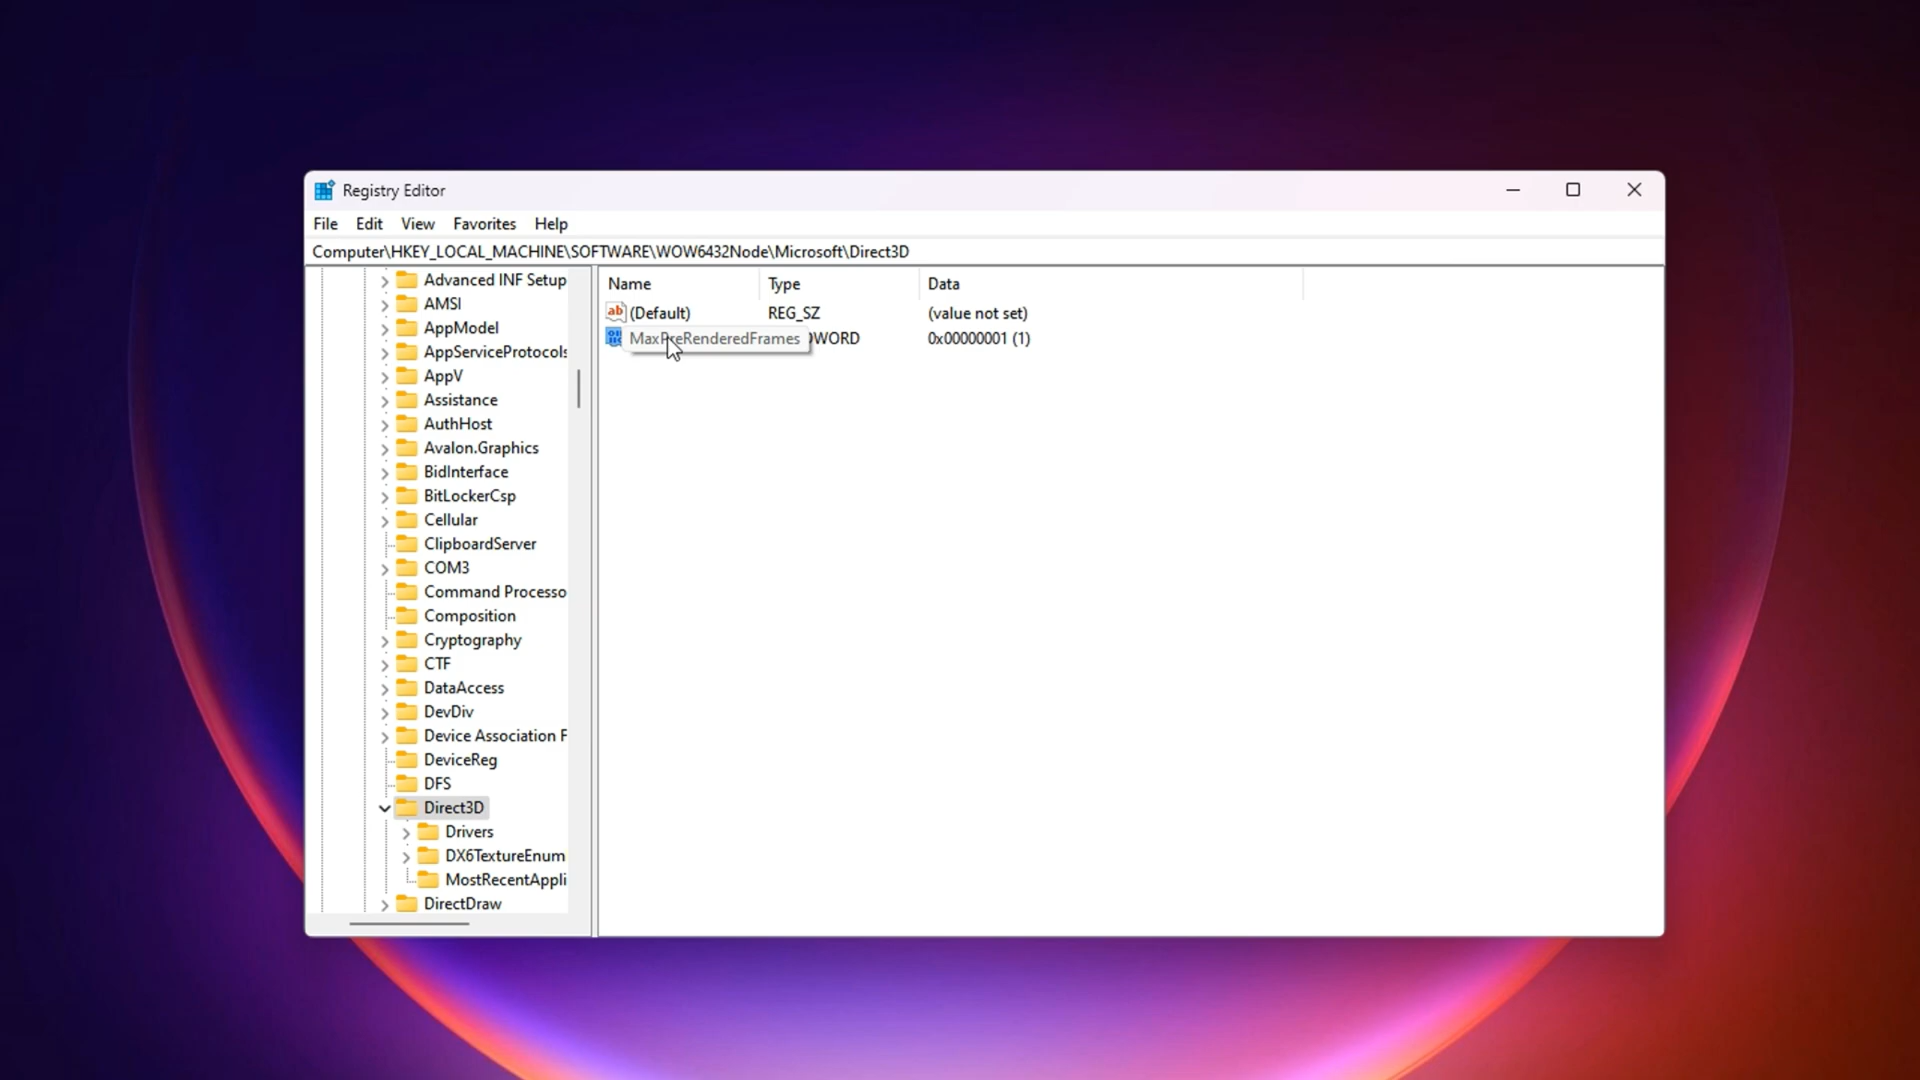 Registry Editor
File Edit View Favorites Help
Computer\HKEY_LOCAL_MACHINE\SOFTWARE\WOW6432Node\Microsoft\Direct3D
Advanced INF Setup
AMSI
AppModel
AppServiceProtocols
AppV
Assistance
AuthHost
Avalon.Graphics
BidInterface
BitLockerCsp
Cellular
ClipboardServer
COM3
Command Processo
Composition
Cryptography
CTF
DataAccess
DevDiv
Device Association F
DeviceReg
DFS
Direct3D
Drivers
DX6TextureEnum
MostRecentAppli
DirectDraw
Name Type Data
ab (Default) REG_SZ (value not set)
MaxPreRenderedFrames DWORD 0x00000001 (1)